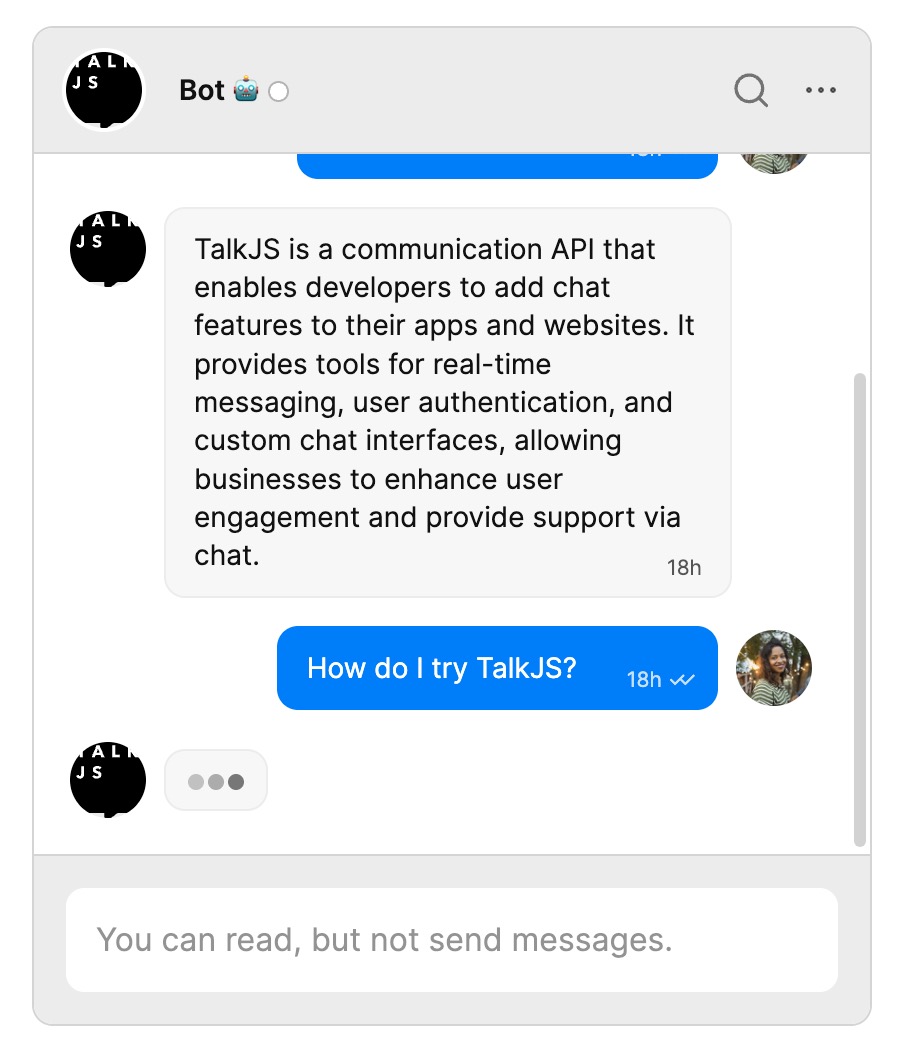 TALK
JS
Bot
TALK
JS
TalkJS is a communication API that
enables developers to add chat
features to their apps and websites. It
provides tools for real-time
messaging, user authentication, and
custom chat interfaces, allowing
businesses to enhance user
engagement and provide support via
chat.
18h
How do I try TalkJS?
18h
TALK
JS
You can read, but not send messages.